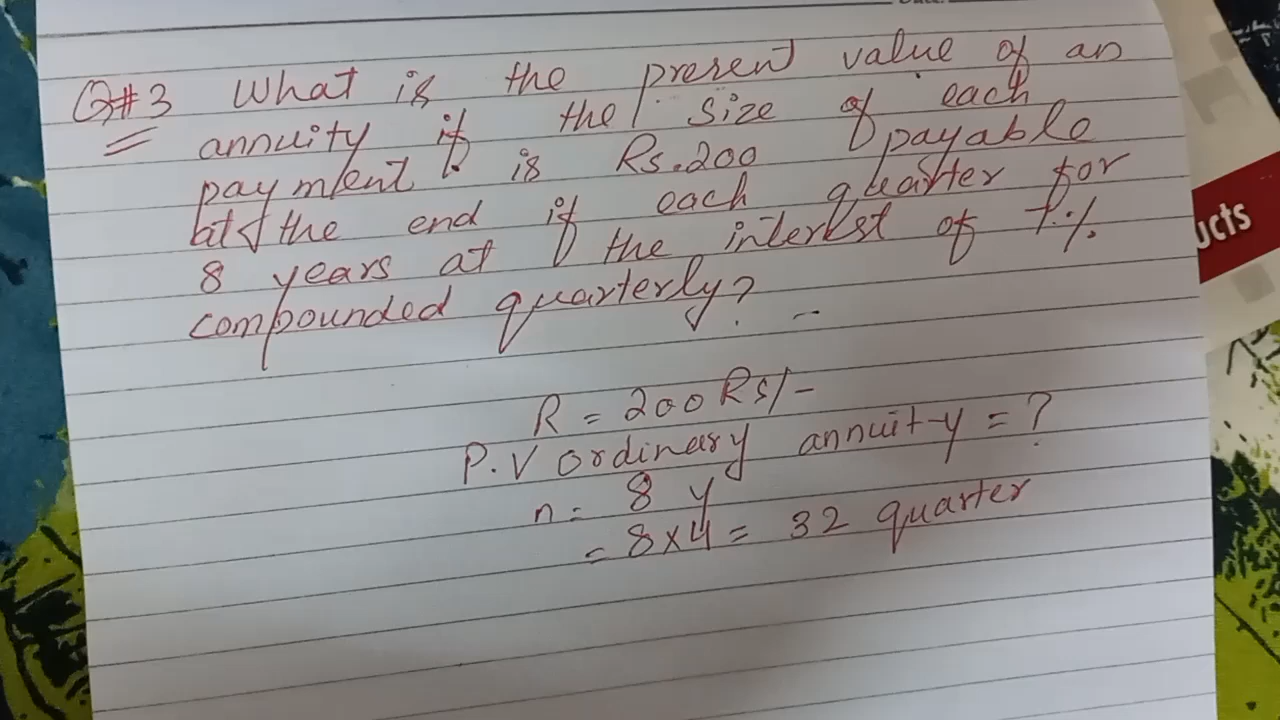 Q#3 What is the present value of an
annuity if the size of each
payment is Rs.200 payable
at the end if each quarter for
8 years at the interest of 7%
compounded quarterly?
R = 200 Rs/-
P.V ordinary annuity = ?
n = 8 y
= 8x4 = 32 quarter
ucts